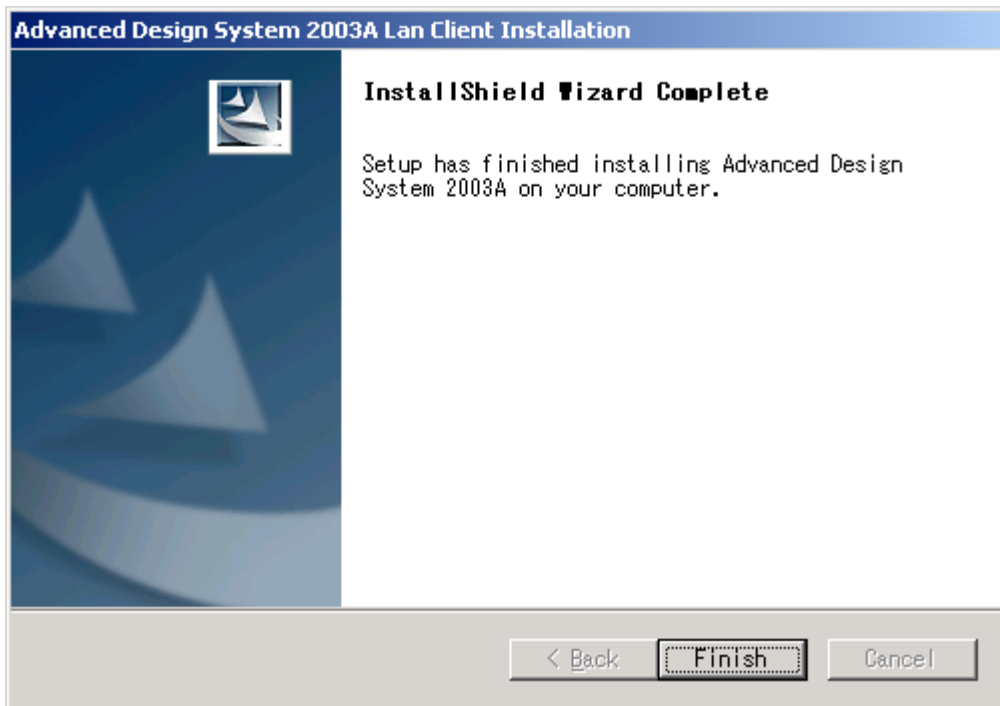 Advanced Design System 2003A Lan Client Installation
InstallShield Wizard Complete
Setup has finished installing Advanced Design
System 2003A on your computer.
< Back
Finish
Cancel